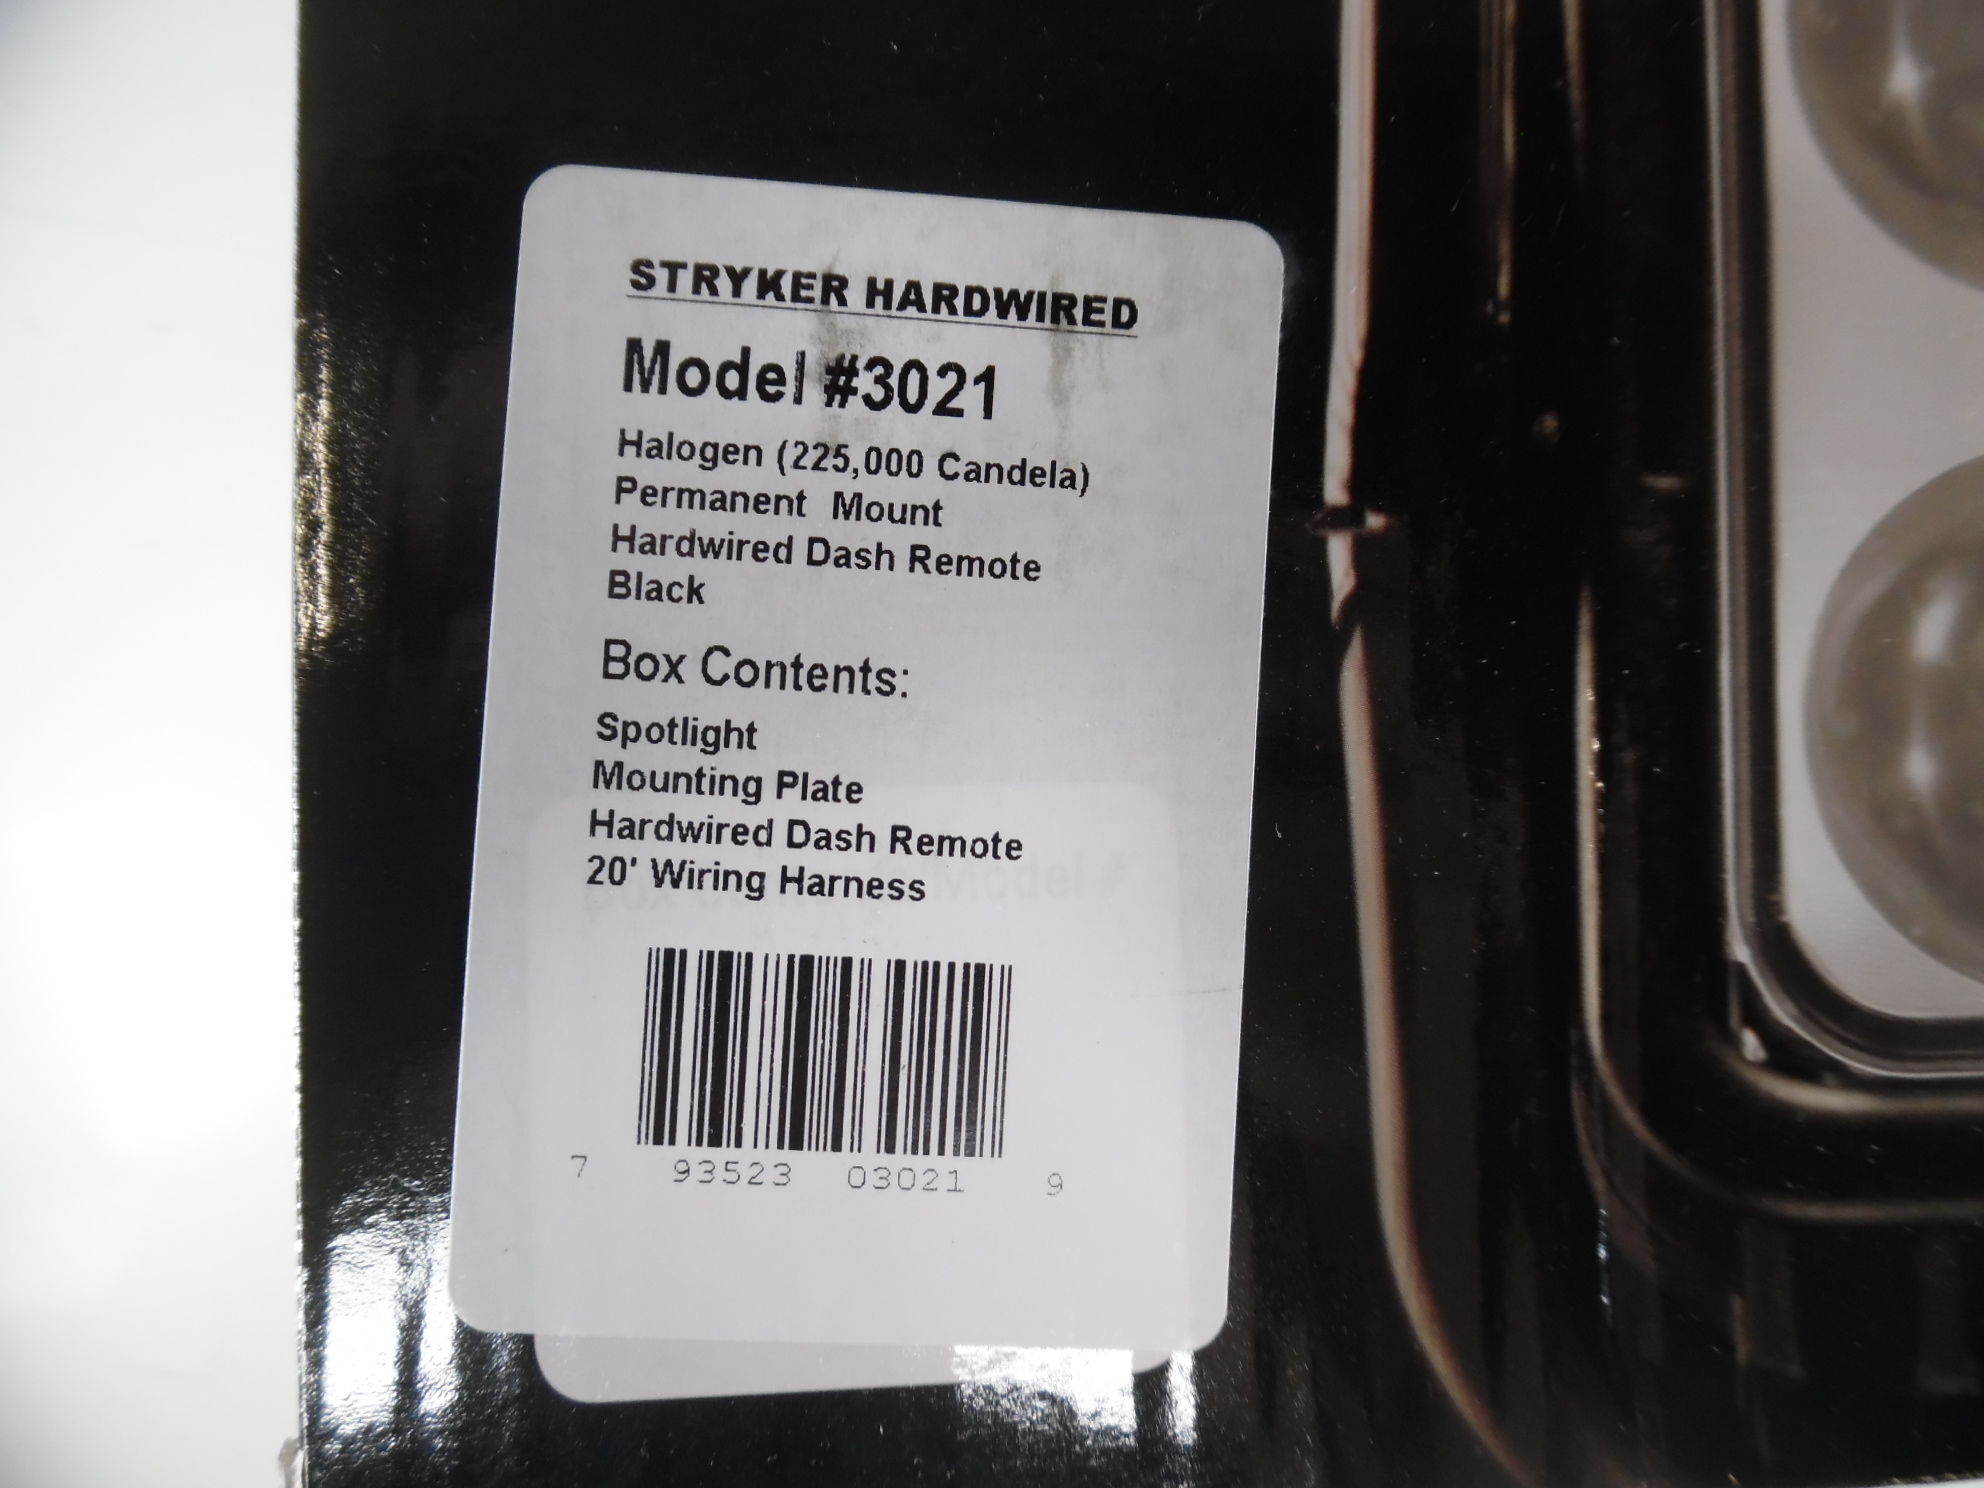 STRYKER HARDWIRED
Model #3021
Halogen (225,000 Candela)
Permanent Mount
Hardwired Dash Remote
Black
Box Contents:
Spotlight
Mounting Plate
Hardwired Dash Remote
20' Wiring Harness
Model #
7 93523 03021 9